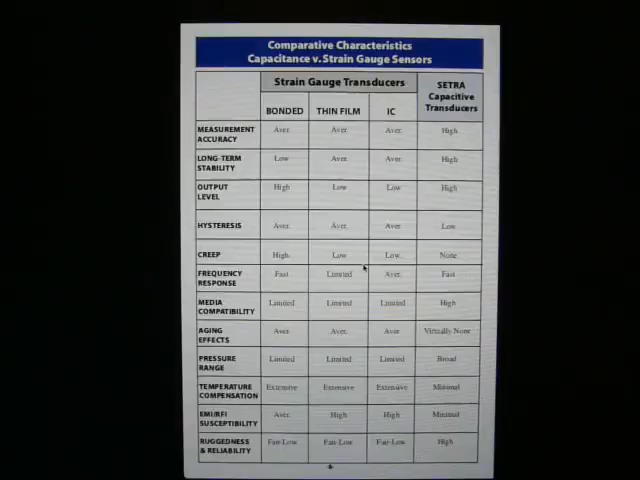 Comparative Characteristics
Capacitance v. Strain Gauge Sensors
Strain Gauge Transducers
SETRA
Capacitive
Transducers
BONDED THIN FILM IC
MEASUREMENT
ACCURACY
Aver. Aver. Aver. High
LONG-TERM
STABILITY
Low Aver. Aver. High
OUTPUT
LEVEL
High Low Low High
HYSTERESIS Aver. Aver. Aver. Low
CREEP High Low Low None
FREQUENCY
RESPONSE
Fast Limited Aver. Fast
MEDIA
COMPATIBILITY
Limited Limited Limited High
AGING
EFFECTS
Aver. Aver. Aver. Virtually None
PRESSURE
RANGE
Limited Limited Limited Broad
TEMPERATURE
COMPENSATION
Extensive Extensive Extensive Minimal
EMI/RFI
SUSCEPTIBILITY
Aver. High High Minimal
RUGGEDNESS
& RELIABILITY
Fair-Low Fair-Low Fair-Low High